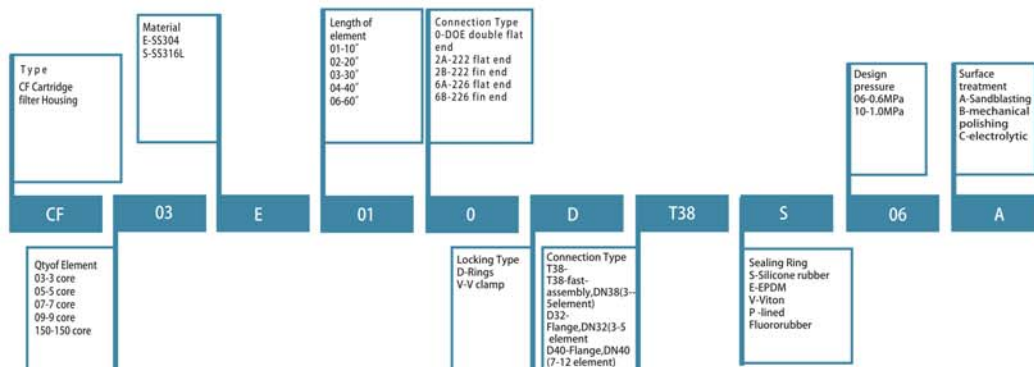 Type
CF Cartridge
filter Housing
Material
E-SS304
S-SS316L
Length of
element
01-10″
02-20″
03-30″
04-40″
06-60″
Connection Type
0-DOE double flat
end
2A-222 flat end
2B-222 fin end
6A-226 flat end
6B-226 fin end
Design
pressure
06-0.6MPa
10-1.0MPa
Surface
treatment
A-Sandblasting
B-mechanical
polishing
C-electrolytic
CF
03
E
01
0
D
T38
S
06
A
Qtyof Element
03-3 core
05-5 core
07-7 core
09-9 core
150-150 core
Locking Type
D-Rings
V-V clamp
Connection Type
T38-
T38-fast-
assembly,DN38(3--
5element)
D32-
Flange,DN32(3-5
element
D40-Flange,DN40
(7-12 element)
Sealing Ring
S-Silicone rubber
E-EPDM
V-Viton
P -lined
Fluororubber